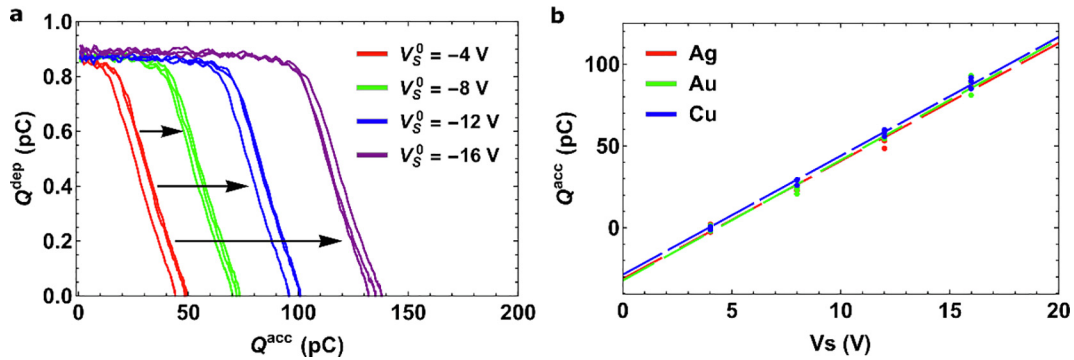 a
b
Q^dep (pC)
1.0
0.8
0.6
0.4
0.2
0.0
0
50
100
150
200
Q^acc (pC)
V_S^0 = −4 V
V_S^0 = −8 V
V_S^0 = −12 V
V_S^0 = −16 V
Q^acc (pC)
100
50
0
0
5
10
15
20
Vs (V)
Ag
Au
Cu